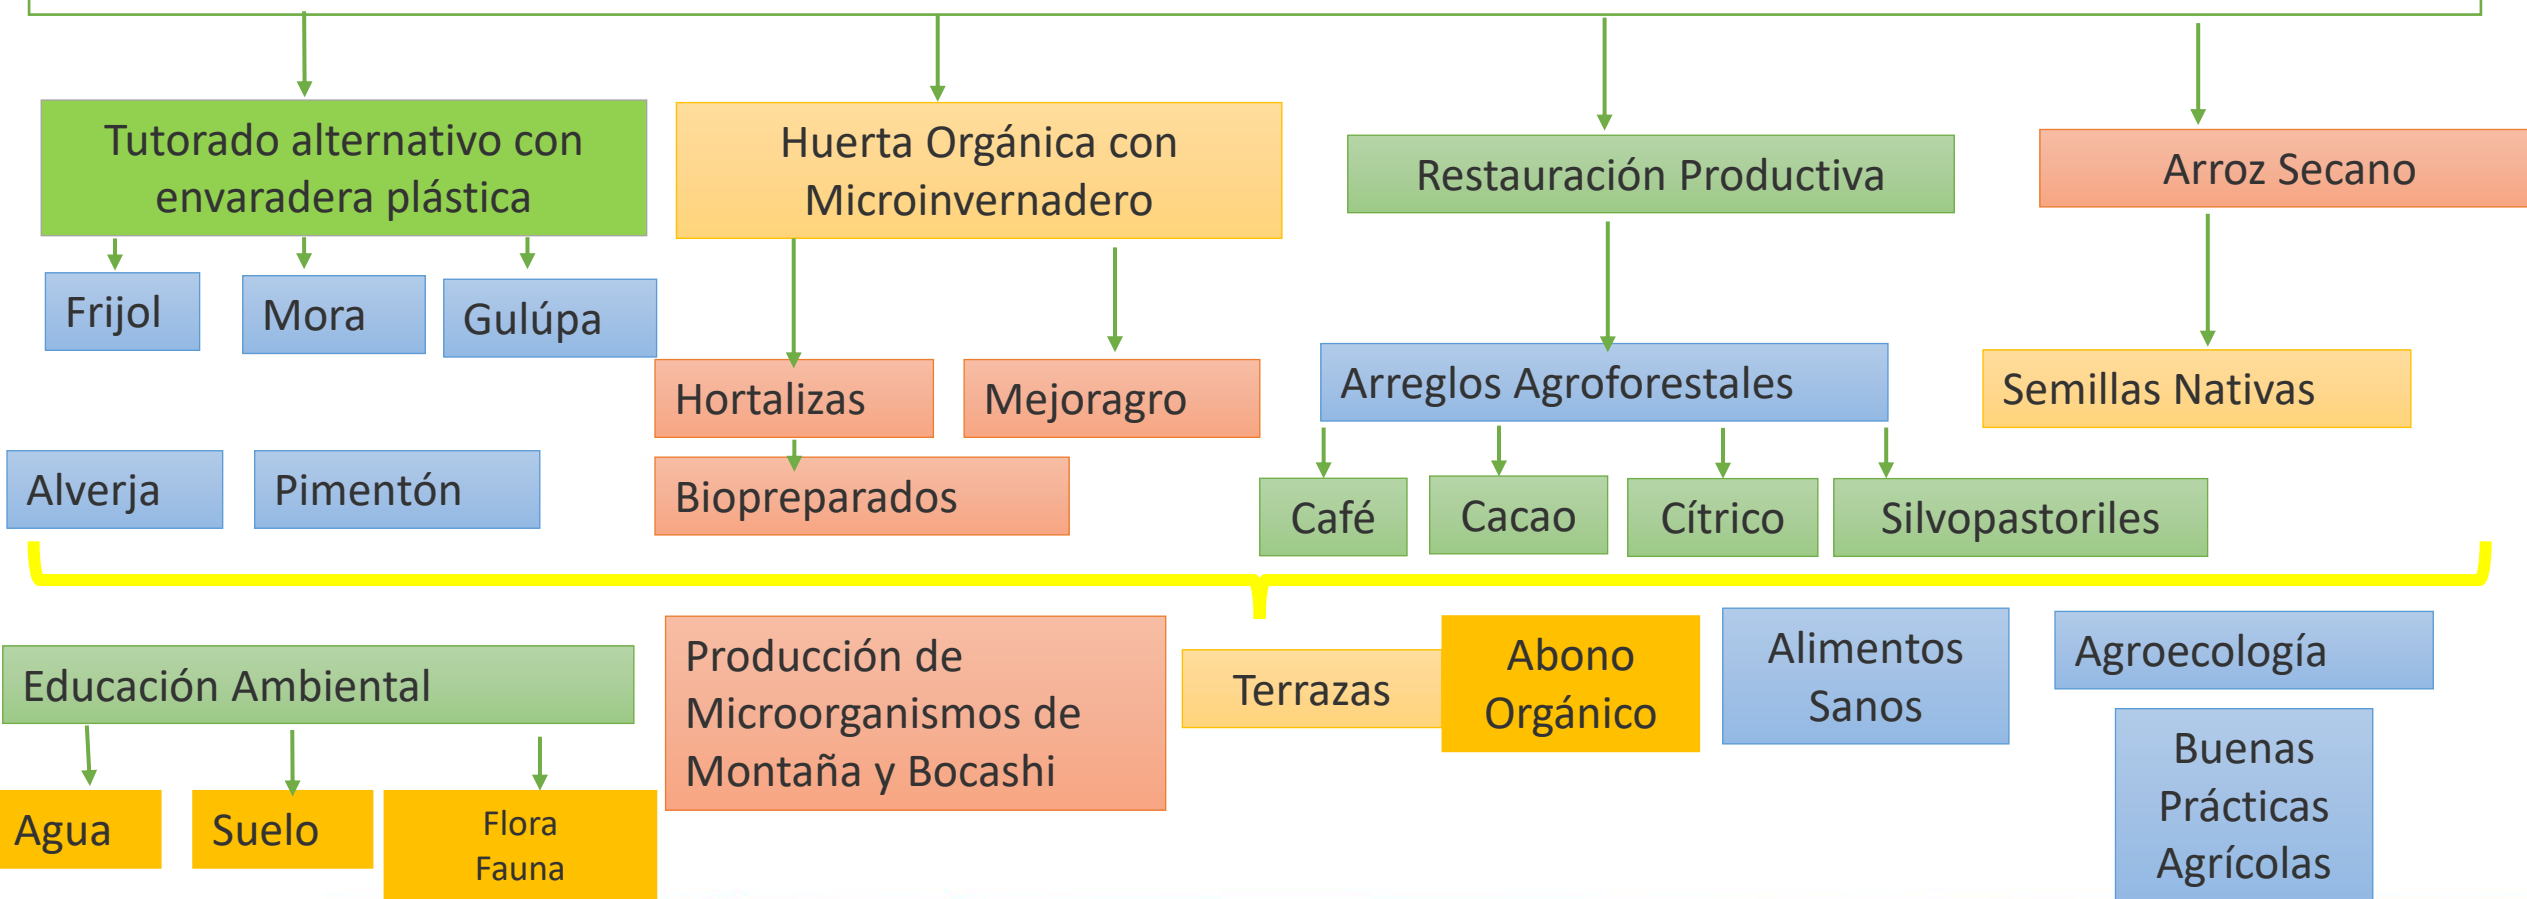 Tutorado alternativo con
envaradera plástica
Huerta Orgánica con
Microinvernadero
Restauración Productiva
Arroz Secano
Frijol
Mora
Gulúpa
Hortalizas
Mejoragro
Arreglos Agroforestales
Semillas Nativas
Alverja
Pimentón
Biopreparados
Café
Cacao
Cítrico
Silvopastoriles
Educación Ambiental
Producción de
Microorganismos de
Montaña y Bocashi
Terrazas
Abono
Orgánico
Alimentos
Sanos
Agroecología
Buenas
Prácticas
Agrícolas
Agua
Suelo
Flora
Fauna